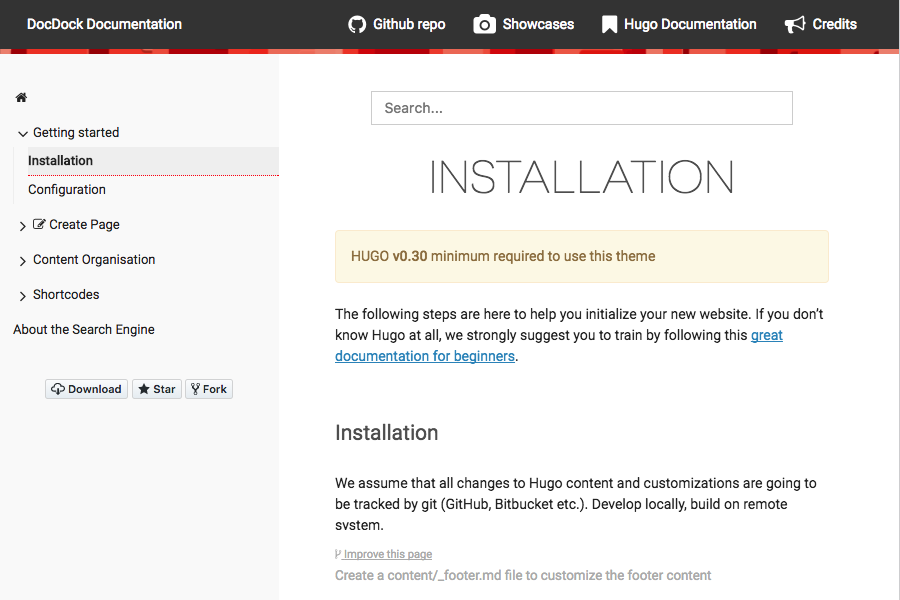 DocDock Documentation
Github repo
Showcases
Hugo Documentation
Credits
Getting started
Installation
Configuration
Create Page
Content Organisation
Shortcodes
About the Search Engine
Download
Star
Fork
Search...
INSTALLATION
HUGO v0.30 minimum required to use this theme
The following steps are here to help you initialize your new website. If you don’t
know Hugo at all, we strongly suggest you to train by following this great
documentation for beginners.
Installation
We assume that all changes to Hugo content and customizations are going to
be tracked by git (GitHub, Bitbucket etc.). Develop locally, build on remote
system.
Improve this page
Create a content/_footer.md file to customize the footer content